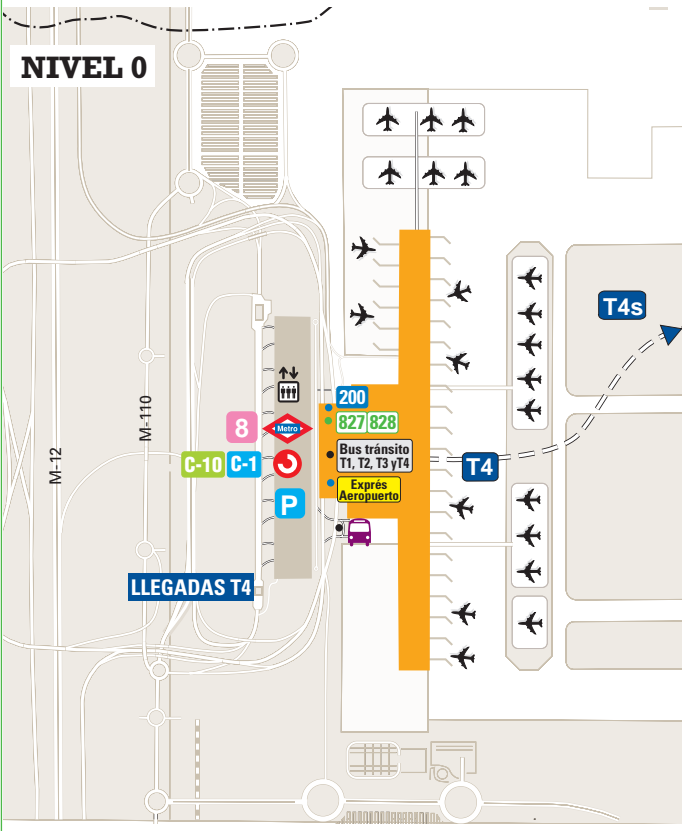 NIVEL 0
T4s
200
827 828
M-110
8
Metro
Bus tránsito
T1, T2, T3 yT4
M-12
C-10 C-1
T4
Exprés
Aeropuerto
P
LLEGADAS T4